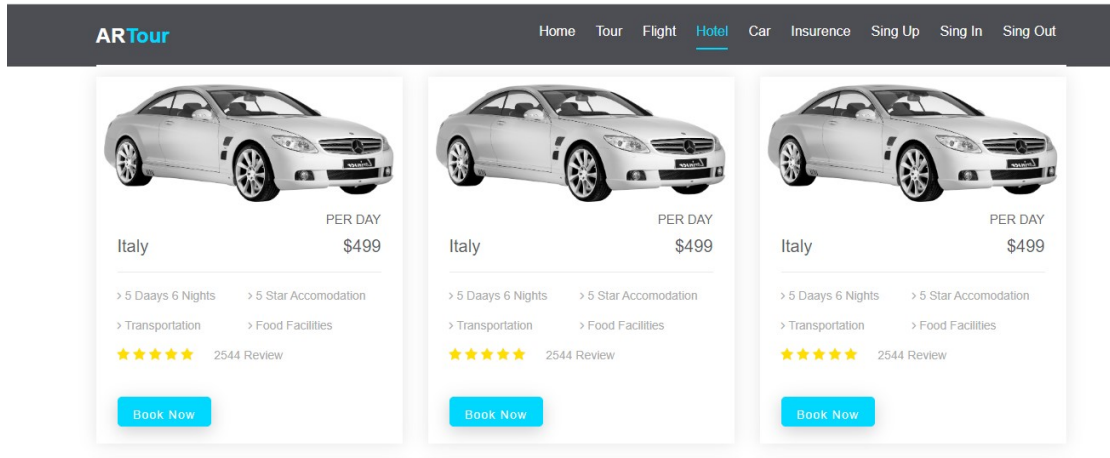 ARTour Home Tour Flight Hotel Car Insurence Sing Up Sing In Sing Out
PER DAY
Italy $499
> 5 Daays 6 Nights > 5 Star Accomodation
> Transportation > Food Facilities
2544 Review
Book Now
PER DAY
Italy $499
> 5 Daays 6 Nights > 5 Star Accomodation
> Transportation > Food Facilities
2544 Review
Book Now
PER DAY
Italy $499
> 5 Daays 6 Nights > 5 Star Accomodation
> Transportation > Food Facilities
2544 Review
Book Now